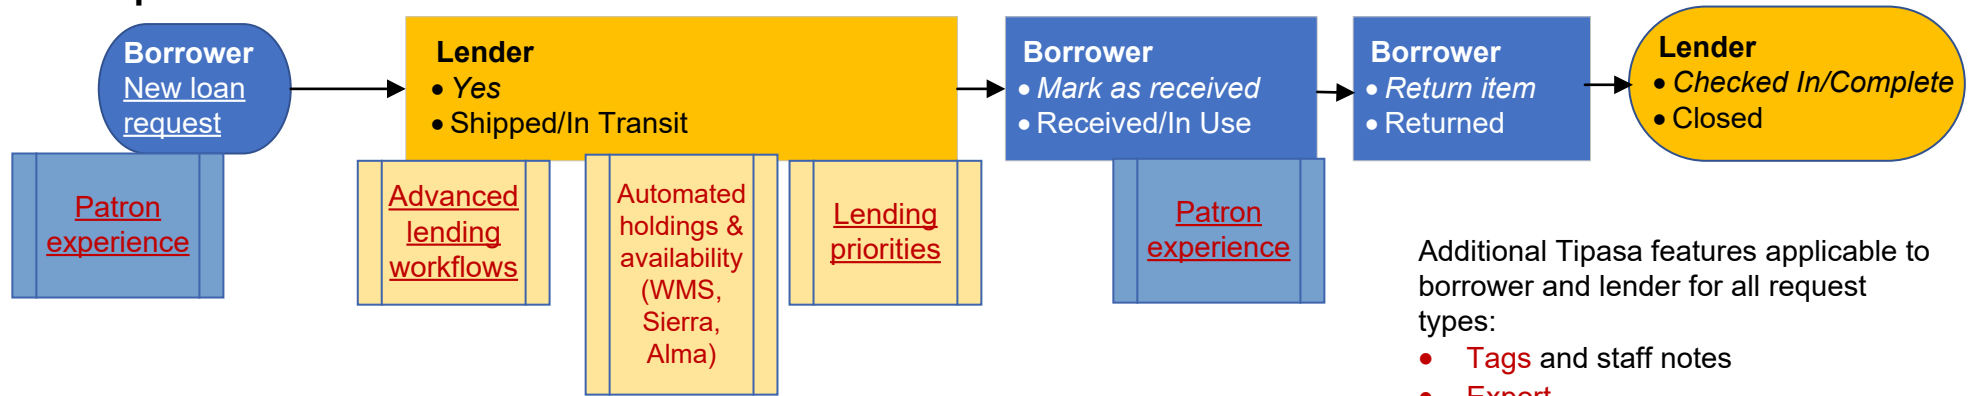 Borrower
New loan
request
Lender
• Yes
• Shipped/In Transit
Borrower
• Mark as received
• Received/In Use
Borrower
• Return item
• Returned
Lender
• Checked In/Complete
• Closed
Patron
experience
Advanced
lending
workflows
Automated
holdings &
availability
(WMS,
Sierra,
Alma)
Lending
priorities
Patron
experience
Additional Tipasa features applicable to
borrower and lender for all request
types:
• Tags and staff notes
• Export